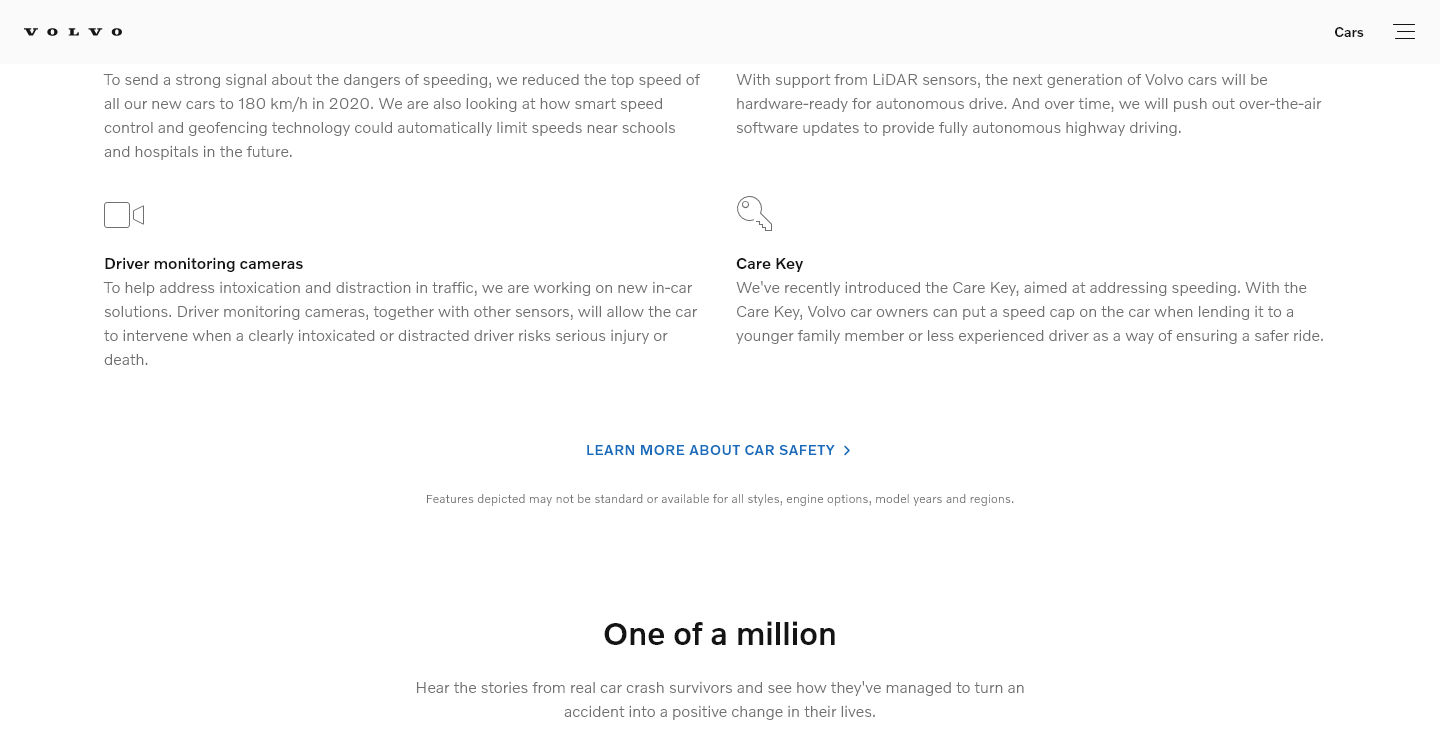 VOLVO
Cars
To send a strong signal about the dangers of speeding, we reduced the top speed of
all our new cars to 180 km/h in 2020. We are also looking at how smart speed
control and geofencing technology could automatically limit speeds near schools
and hospitals in the future.
With support from LiDAR sensors, the next generation of Volvo cars will be
hardware-ready for autonomous drive. And over time, we will push out over-the-air
software updates to provide fully autonomous highway driving.
Driver monitoring cameras
To help address intoxication and distraction in traffic, we are working on new in-car
solutions. Driver monitoring cameras, together with other sensors, will allow the car
to intervene when a clearly intoxicated or distracted driver risks serious injury or
death.
Care Key
We've recently introduced the Care Key, aimed at addressing speeding. With the
Care Key, Volvo car owners can put a speed cap on the car when lending it to a
younger family member or less experienced driver as a way of ensuring a safer ride.
LEARN MORE ABOUT CAR SAFETY
Features depicted may not be standard or available for all styles, engine options, model years and regions.
One of a million
Hear the stories from real car crash survivors and see how they've managed to turn an
accident into a positive change in their lives.